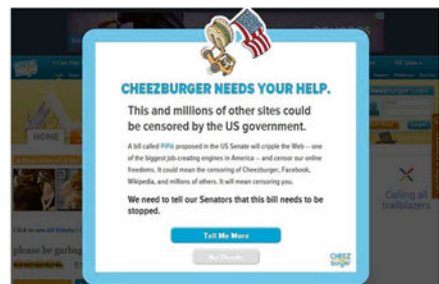 CHEEZBURGER NEEDS YOUR HELP.
This and millions of other sites could
be censored by the US government.
A bill called PIPA proposed in the US Senate will cripple the Web -- one
of the biggest job-creating engines in America -- and censor our online
freedoms. It could mean the censoring of Cheezburger, Facebook,
Wikipedia, and millions of others. It will mean censoring you.
We need to tell our Senators that this bill needs to be
stopped.
Tell Me More
No Thanks
CHEEZ
burger
HOME
Calling all
trailblazers
please be garbag